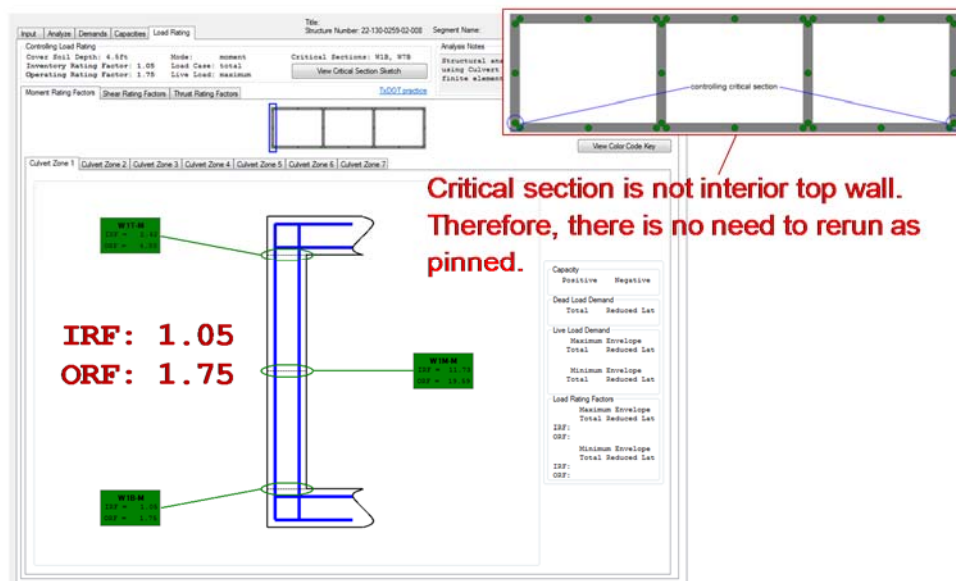 Title:
Structure Number: 22-130-0259-02-008 Segment Name:
Input Analyze Demands Capacities Load Rating
Controlling Load Rating
Cover Soil Depth: 4.5ft Mode: moment Critical Sections: W1B, W7B
Inventory Rating Factor: 1.05 Load Case: total
Operating Rating Factor: 1.75 Live Load: maximum
View Critical Section Sketch
Analysis Notes
Structural
using Culvert
finite element
controlling critical section
Moment Rating Factors Shear Rating Factors Thrust Rating Factors
TxDOT practice
View Color Code Key
Culvert Zone 1 Culvert Zone 2 Culvert Zone 3 Culvert Zone 4 Culvert Zone 5 Culvert Zone 6 Culvert Zone 7
Critical section is not interior top wall.
Therefore, there is no need to rerun as
pinned.
W1T-M
IRF =
ORF =
IRF: 1.05
ORF: 1.75
W1M-M
IRF =
ORF =
W1B-M
IRF =
ORF =
Capacity
Positive Negative
Dead Load Demand
Total Reduced Lat
Live Load Demand
Maximum Envelope
Total Reduced Lat
Minimum Envelope
Total Reduced Lat
Load Rating Factors
Maximum Envelope
Total Reduced Lat
IRF:
ORF:
Minimum Envelope
Total Reduced Lat
IRF:
ORF: